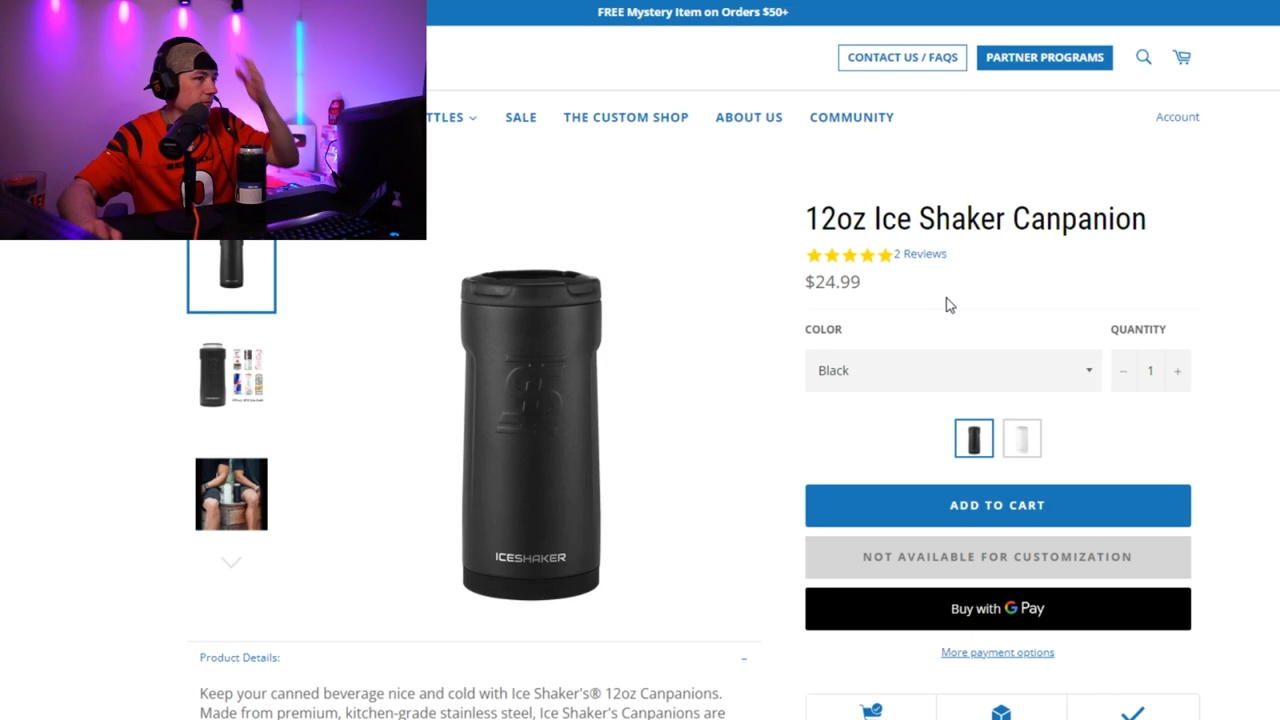 FREE Mystery Item on Orders $50+
CONTACT US / FAQS
PARTNER PROGRAMS
TTLES
SALE
THE CUSTOM SHOP
ABOUT US
COMMUNITY
Account
12oz Ice Shaker Canpanion
2 Reviews
$24.99
COLOR
QUANTITY
Black
− 1 +
ICESHAKER
ADD TO CART
NOT AVAILABLE FOR CUSTOMIZATION
Buy with G Pay
More payment options
Product Details:
Keep your canned beverage nice and cold with Ice Shaker's® 12oz Canpanions.
Made from premium, kitchen-grade stainless steel, Ice Shaker's Canpanions are